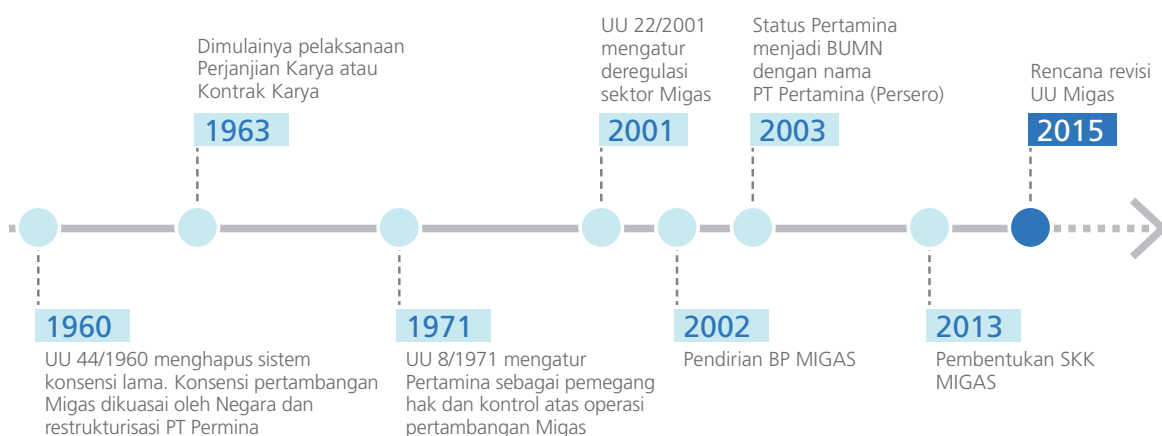 Dimulainya pelaksanaan
Perjanjian Karya atau
Kontrak Karya
1963
UU 22/2001
mengatur
deregulasi
sektor Migas
2001
Status Pertamina
menjadi BUMN
dengan nama
PT Pertamina (Persero)
2003
Rencana revisi
UU Migas
2015
1960
UU 44/1960 menghapus sistem
konsensi lama. Konsensi pertambangan
Migas dikuasai oleh Negara dan
restrukturisasi PT Permina
1971
UU 8/1971 mengatur
Pertamina sebagai pemegang
hak dan kontrol atas operasi
pertambangan Migas
2002
Pendirian BP MIGAS
2013
Pembentukan SKK
MIGAS